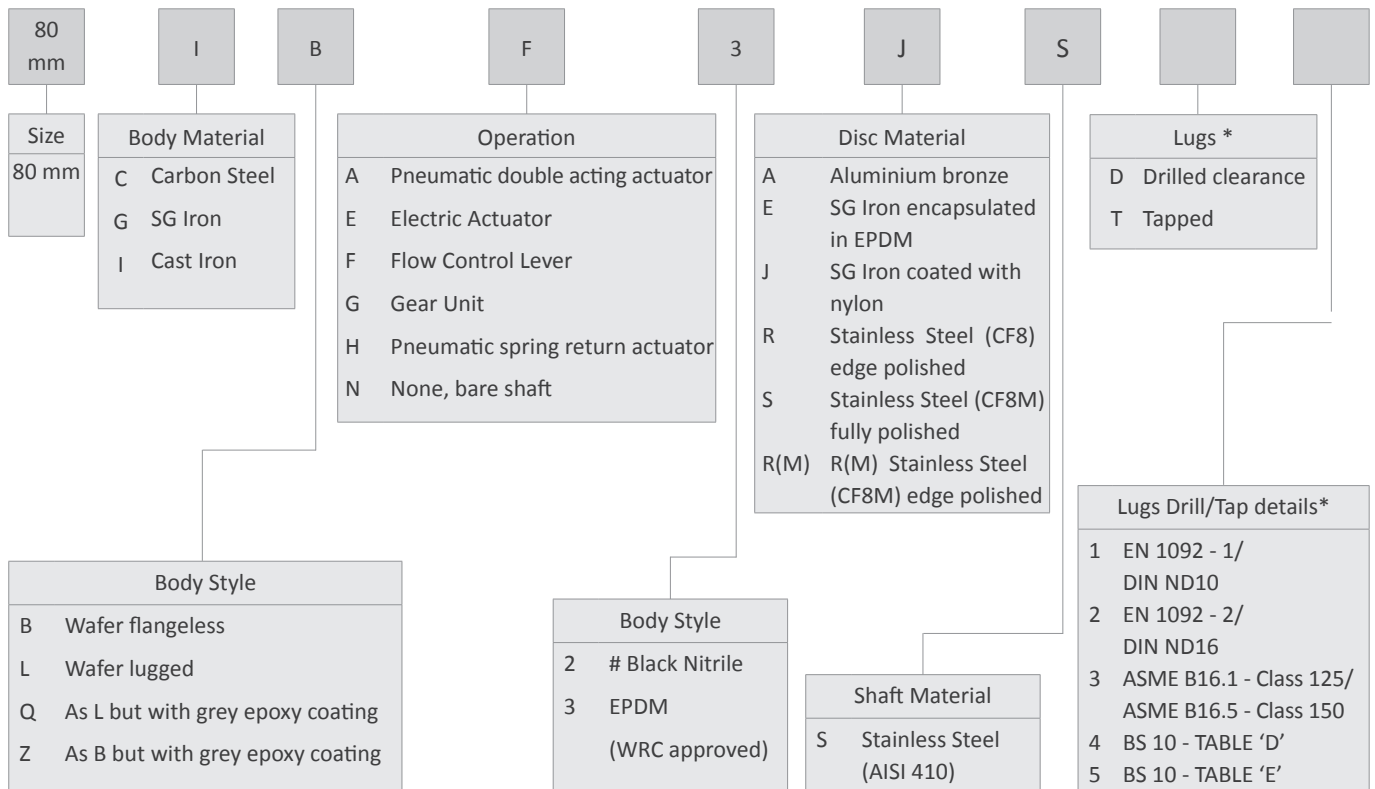 80
mm
I
B
F
3
J
S
Size
80 mm
Body Material
C Carbon Steel
G SG Iron
I Cast Iron
Operation
A Pneumatic double acting actuator
E Electric Actuator
F Flow Control Lever
G Gear Unit
H Pneumatic spring return actuator
N None, bare shaft
Disc Material
A Aluminium bronze
E SG Iron encapsulated
in EPDM
J SG Iron coated with
nylon
R Stainless Steel (CF8)
edge polished
S Stainless Steel (CF8M)
fully polished
R(M) R(M) Stainless Steel
(CF8M) edge polished
Lugs *
D Drilled clearance
T Tapped
Body Style
B Wafer flangeless
L Wafer lugged
Q As L but with grey epoxy coating
Z As B but with grey epoxy coating
Body Style
2 # Black Nitrile
3 EPDM
(WRC approved)
Shaft Material
S Stainless Steel
(AISI 410)
Lugs Drill/Tap details*
1 EN 1092 - 1/
DIN ND10
2 EN 1092 - 2/
DIN ND16
3 ASME B16.1 - Class 125/
ASME B16.5 - Class 150
4 BS 10 - TABLE ‘D’
5 BS 10 - TABLE ‘E’